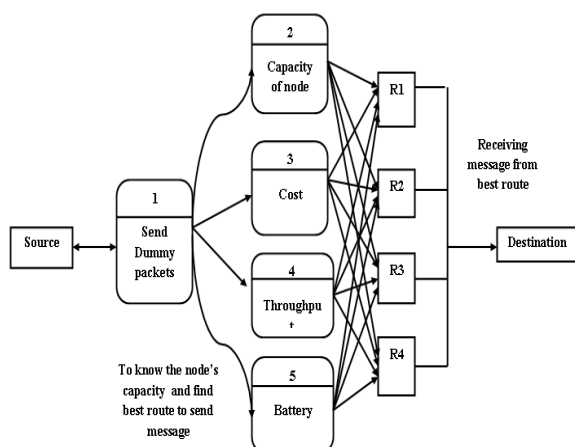 2
Capacity
of node
R1
Receiving
message from
best route
3
Cost
R2
1
Send
Dummy
packets
Source
Destination
4
Throughpu
t
R3
R4
To know the node's
capacity and find
best route to send
message
5
Battery